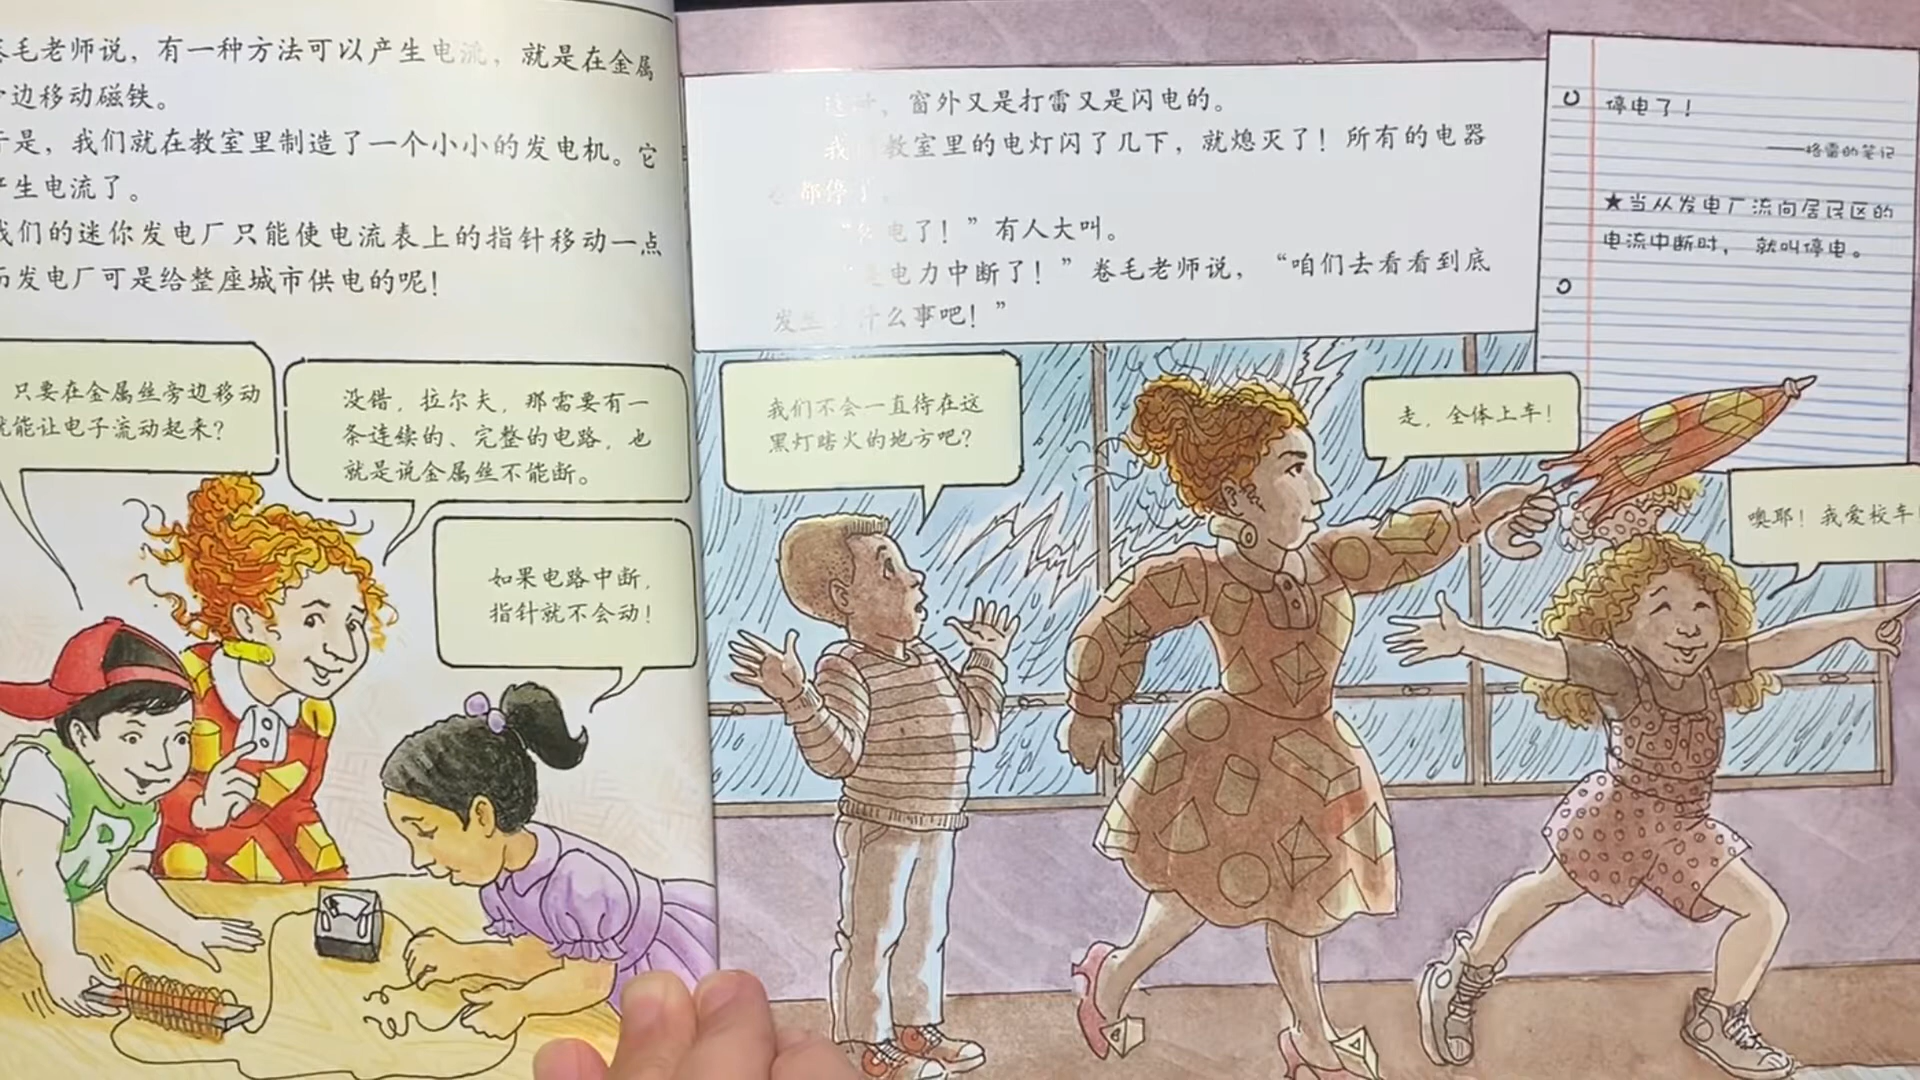 毛老师说，有一种方法可以产生电流，就是在金属
边移动磁铁。
是，我们就在教室里制造了一个小小的发电机。它
生电流了。
我们的迷你发电厂只能使电流表上的指针移动一点
而发电厂可是给整座城市供电的呢！
只要在金属丝旁边移动
就能让电子流动起来？
没错，拉尔夫，那需要有一
条连续的、完整的电路，也
就是说金属丝不能断。
如果电路中断，
指针就不会动！
，窗外又是打雷又是闪电的。
我 教室里的电灯闪了几下，就熄灭了！所有的电器
都停了。
电了！”有人大叫。
电力中断了！”卷毛老师说，“咱们去看看到底
发生 什么事吧！”
停电了！
——格雷的笔记
★当从发电厂流向居民区的
电流中断时，就叫停电。
我们不会一直待在这
黑灯瞎火的地方吧？
走，全体上车！
噢耶！我爱校车！